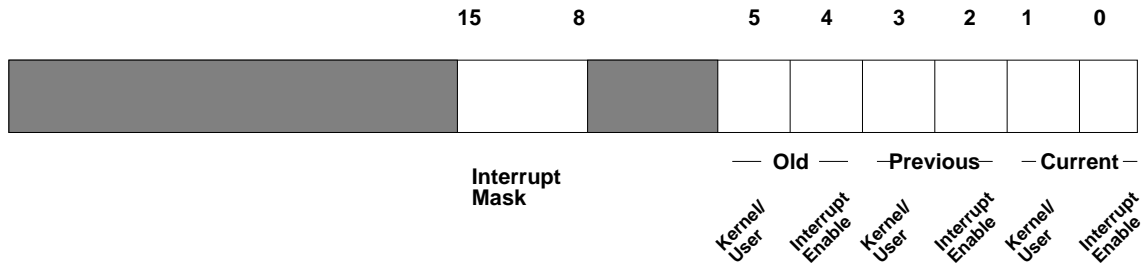 15 8 5 4 3 2 1 0
Old Previous Current
Interrupt
Mask
Kernel/
User
Interrupt
Enable
Kernel/
User
Interrupt
Enable
Kernel/
User
Interrupt
Enable